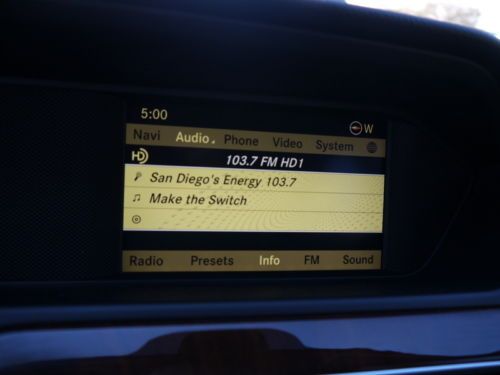 5:00
W
Navi Audio Phone Video System
HD 103.7 FM HD1
San Diego's Energy 103.7
Make the Switch
Radio Presets Info FM Sound